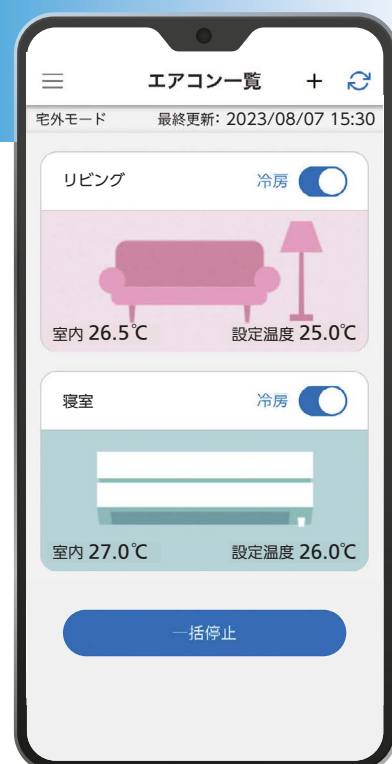 エアコン一覧 +
宅外モード 最終更新: 2023/08/07 15:30
リビング 冷房
室内 26.5℃ 設定温度 25.0℃
寝室 冷房
室内 27.0℃ 設定温度 26.0℃
一括停止